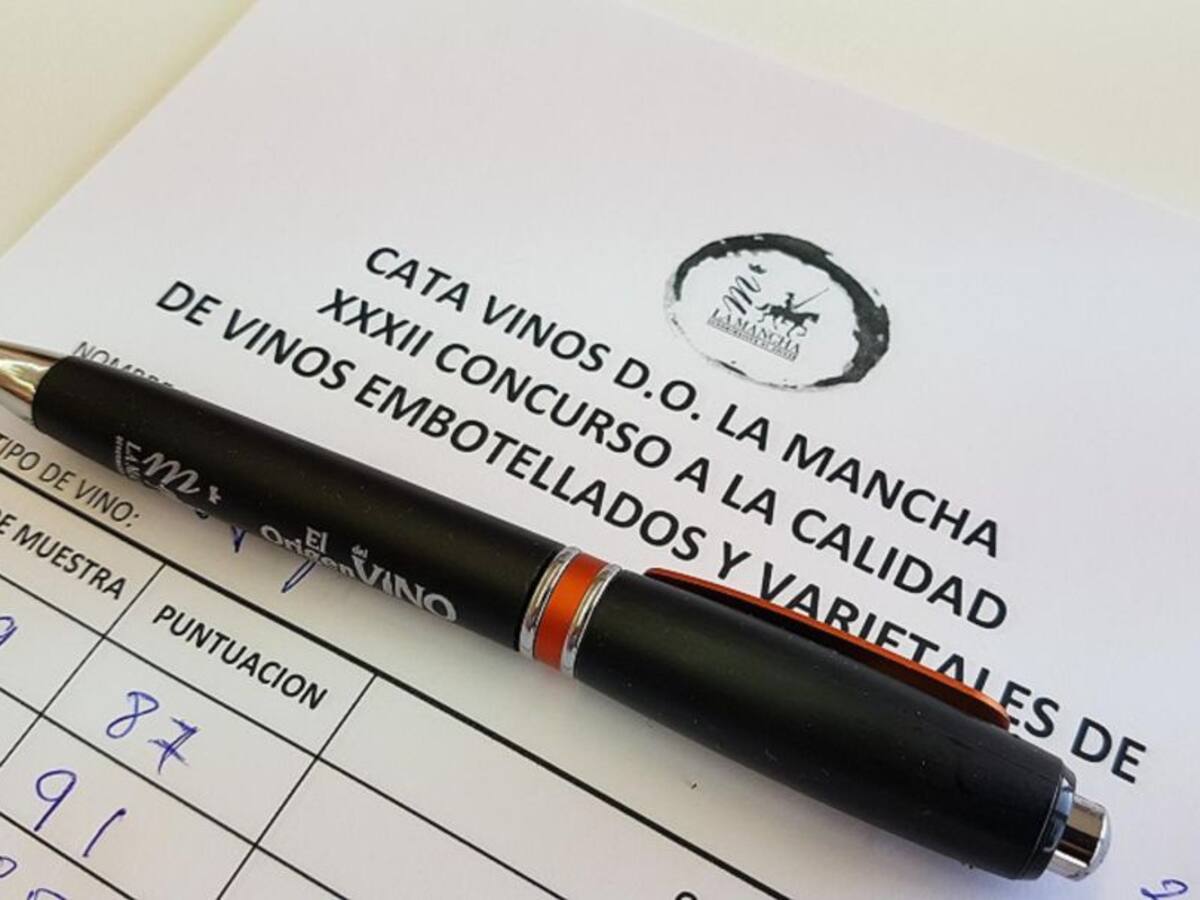 CATA VINOS D.O. LA MANCHA
XXXII CONCURSO A LA CALIDAD
DE VINOS EMBOTELLADOS Y VARIETALES DE
LA MANCHA
NOMBRE
TIPO DE VINO:
DE MUESTRA
PUNTUACION
87
91
El
Origen del VINO